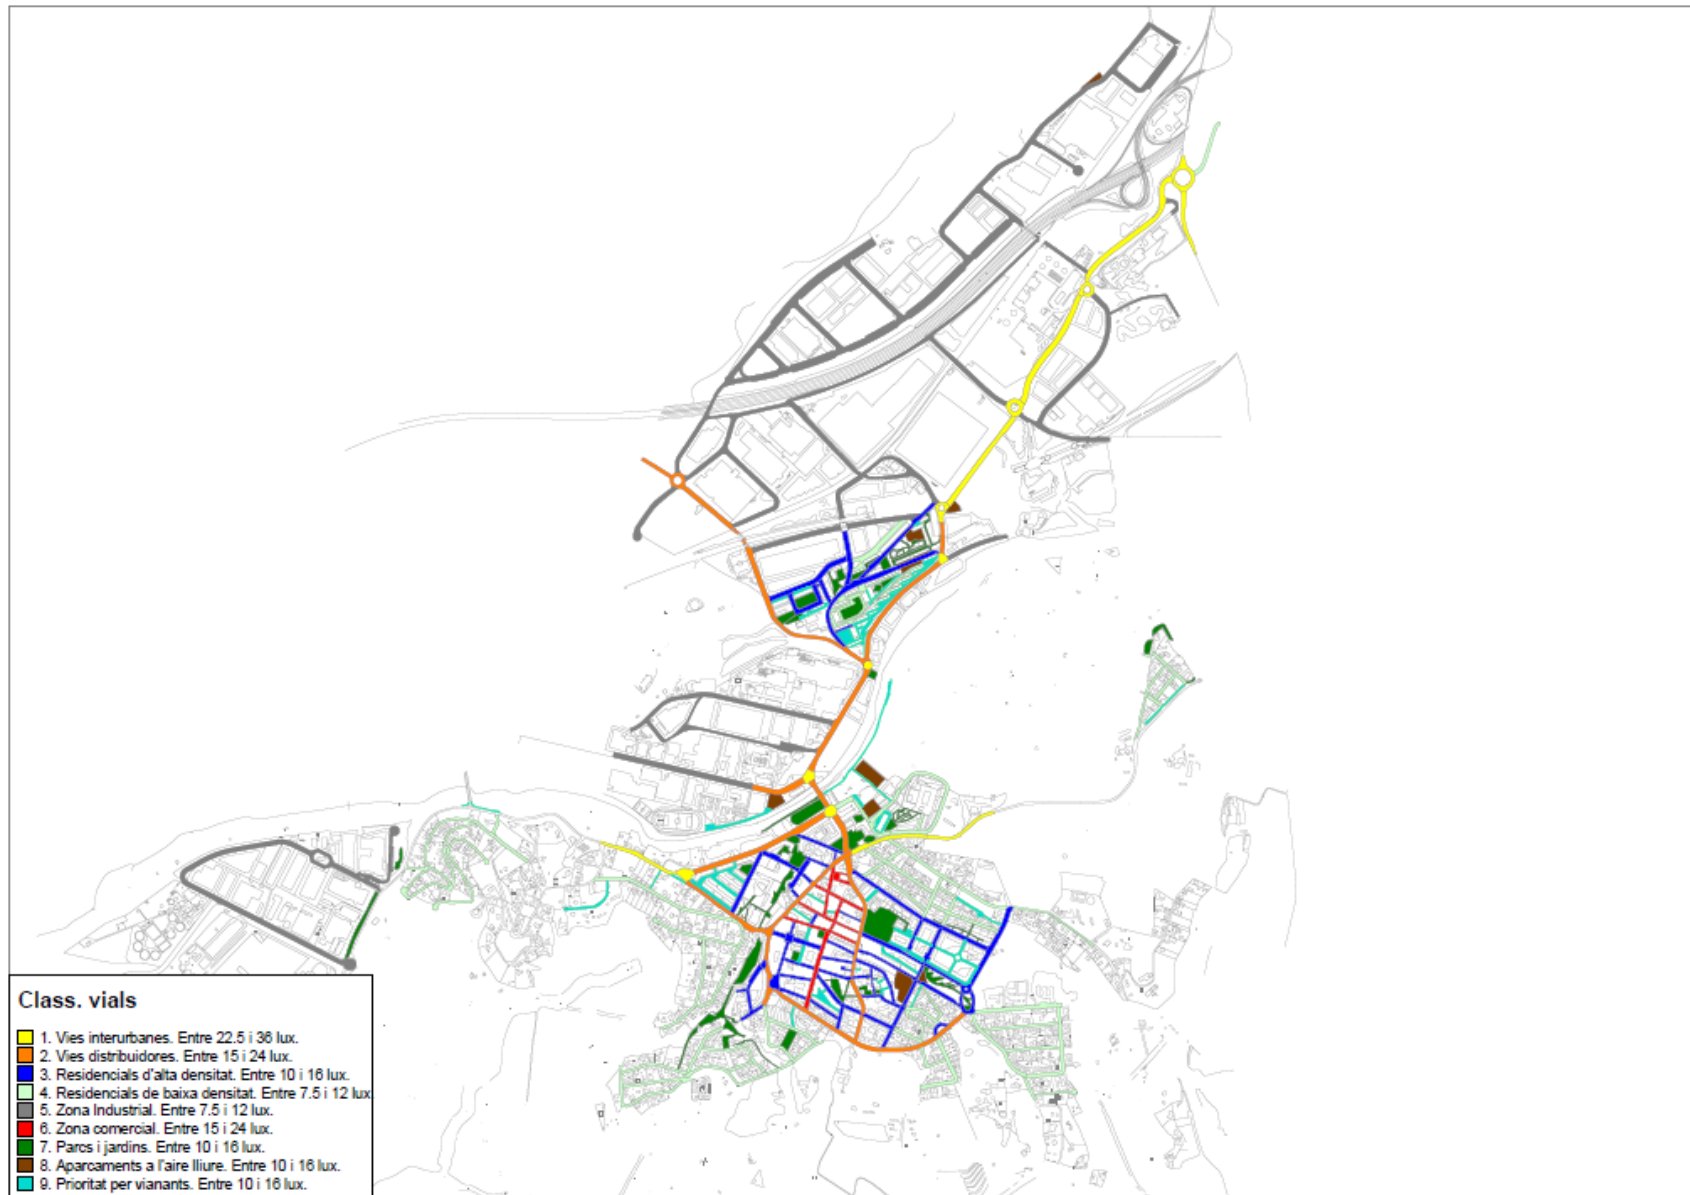 Class. vials
1. Vies interurbanes. Entre 22.5 i 36 lux.
2. Vies distribuidores. Entre 15 i 24 lux.
3. Residencials d'alta densitat. Entre 10 i 16 lux.
4. Residencials de baixa densitat. Entre 7.5 i 12 lux
5. Zona Industrial. Entre 7.5 i 12 lux.
6. Zona comercial. Entre 15 i 24 lux.
7. Parcs i jardins. Entre 10 i 16 lux.
8. Aparcaments a l'aire lliure. Entre 10 i 16 lux.
9. Prioritat per vianants. Entre 10 i 16 lux.